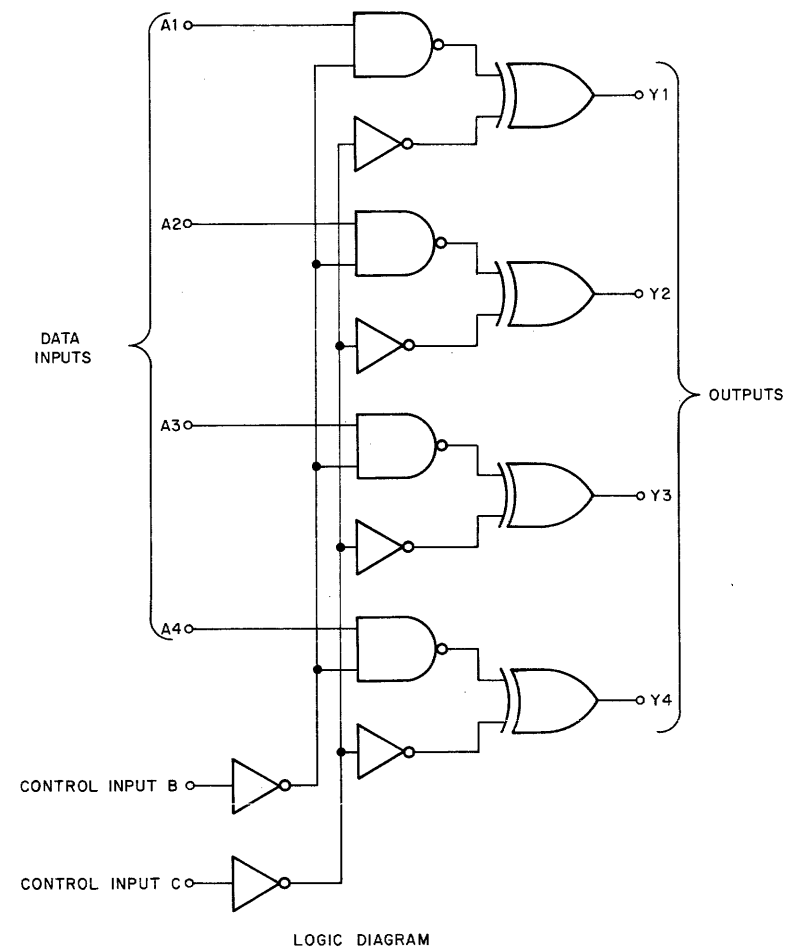 A1
Y1
A2
Y2
DATA
INPUTS
OUTPUTS
A3
Y3
A4
Y4
CONTROL INPUT B
CONTROL INPUT C
LOGIC DIAGRAM